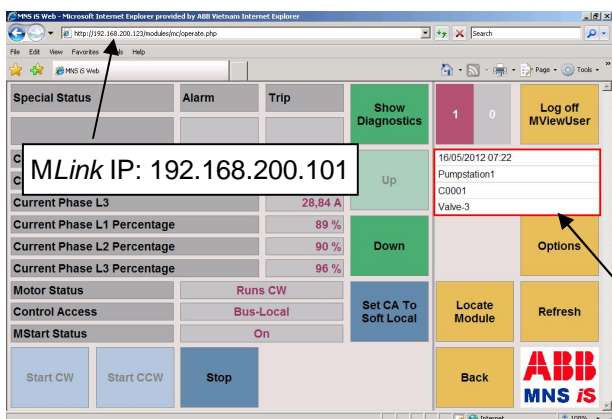 MNS iS Web - Microsoft Internet Explorer provided by ABB Vietnam Internet Explorer
http://192.168.200.123/modules/mc/operate.php
Search
File Edit View Favorites Help
MNS iS Web
Page Tools
Special Status Alarm Trip
Show Diagnostics
1 0
Log off MViewUser
MLink IP: 192.168.200.101
Up
16/05/2012 07:22
Pumpstation1
C0001
Valve-3
Current Phase L3 28,84 A
Current Phase L1 Percentage 89 %
Current Phase L2 Percentage 90 %
Current Phase L3 Percentage 96 %
Down
Options
Motor Status Runs CW
Control Access Bus-Local
MStart Status On
Set CA To Soft Local
Locate Module
Refresh
Start CW
Start CCW
Stop
Back
ABB
MNS iS
Internet
100%